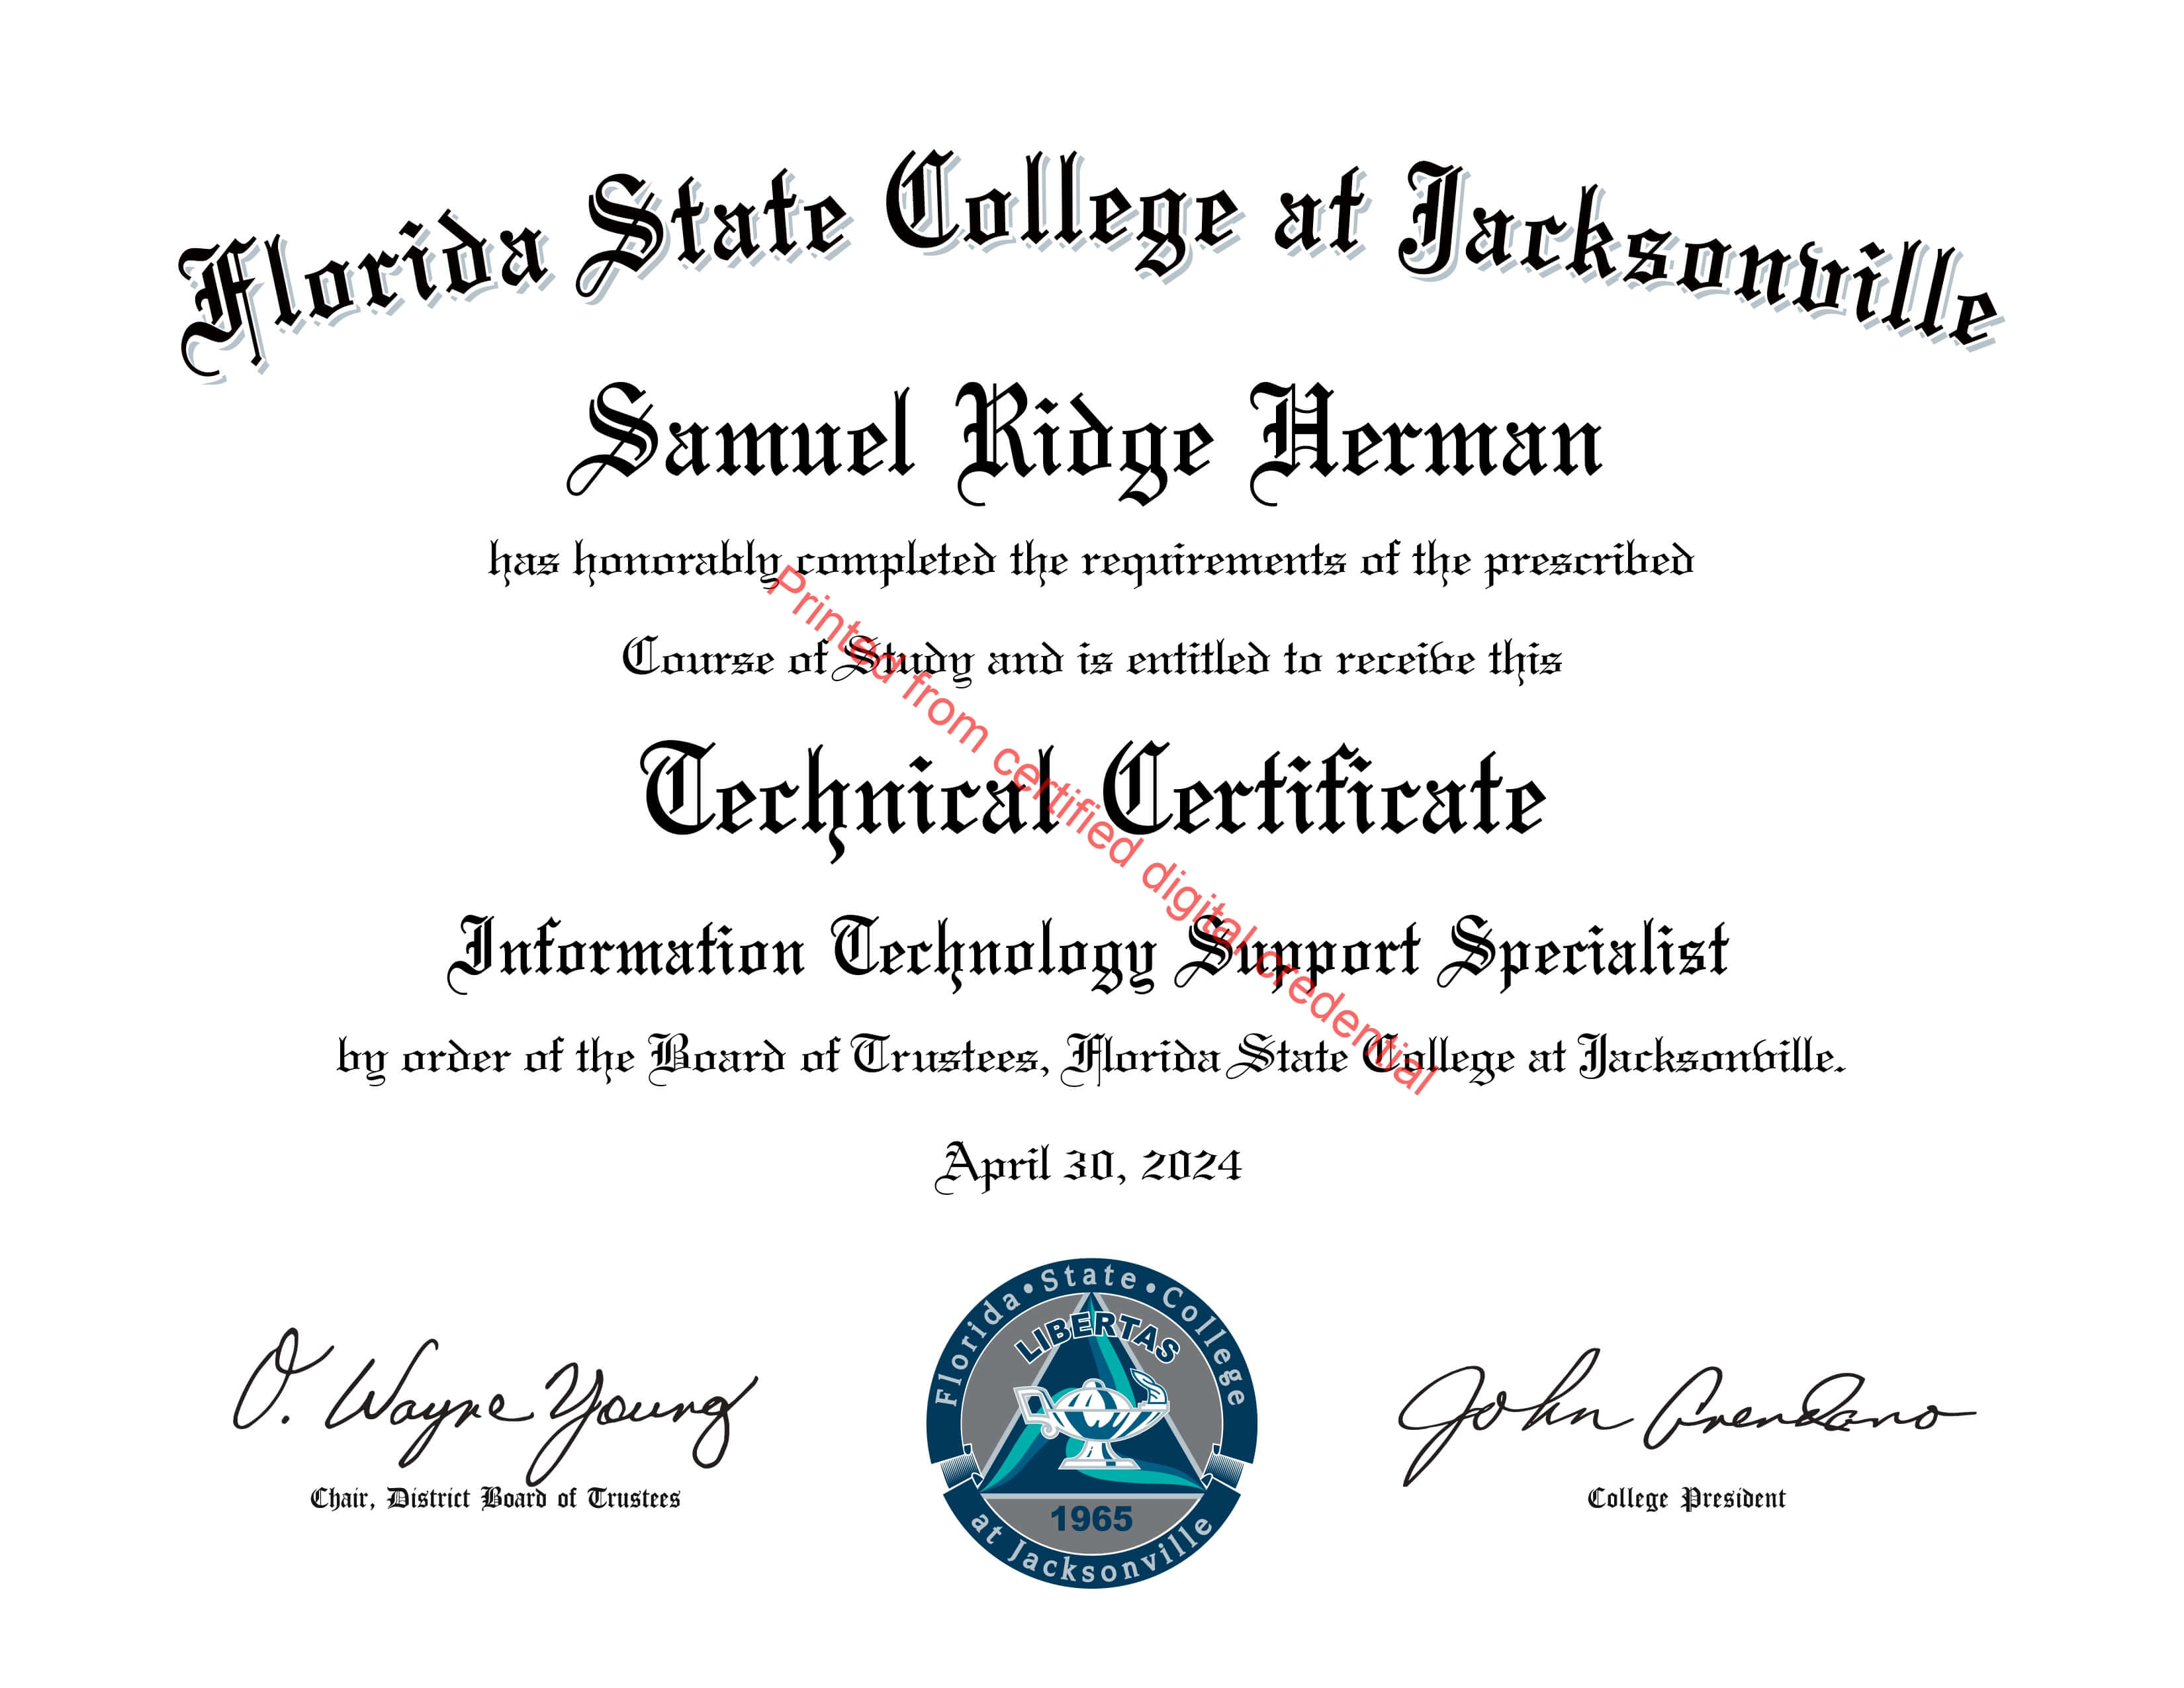 Florida State College at Jacksonville
Samuel Ridge Herman
has honorably completed the requirements of the prescribed
Course of Study and is entitled to receive this
Technical Certificate
Information Technology Support Specialist
by order of the Board of Trustees, Florida State College at Jacksonville.
Printed from certified digital credential
April 30, 2024
Florida • State • College
LIBERTAS
1965
at Jacksonville
O. Wayne Young
Chair, District Board of Trustees
John Avendano
College President